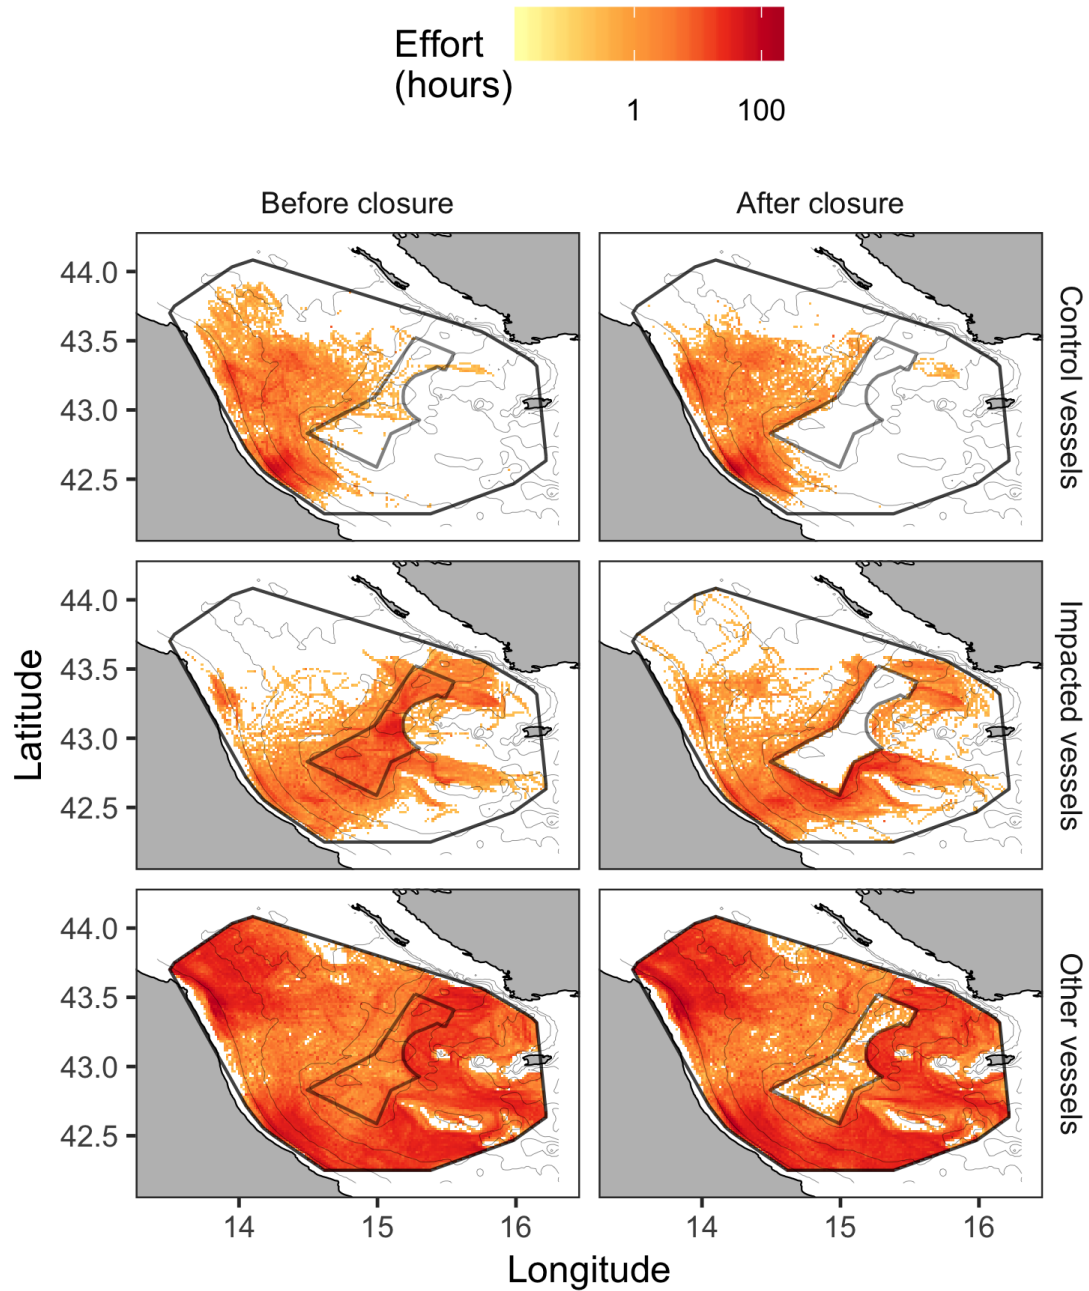 Effort
(hours)
1 100
Before closure After closure
44.0
43.5
43.0
42.5
Control vessels
44.0
43.5
43.0
42.5
Impacted vessels
44.0
43.5
43.0
42.5
Other vessels
Latitude
14 15 16 14 15 16
Longitude